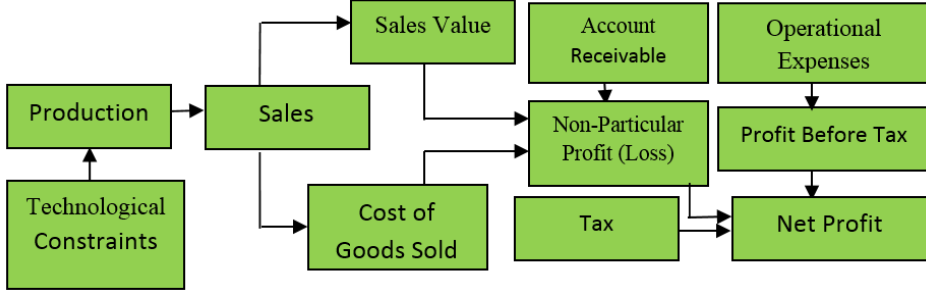 Sales Value
Account
Receivable
Operational
Expenses
Production
Sales
Non-Particular
Profit (Loss)
Profit Before Tax
Technological
Constraints
Cost of
Goods Sold
Tax
Net Profit